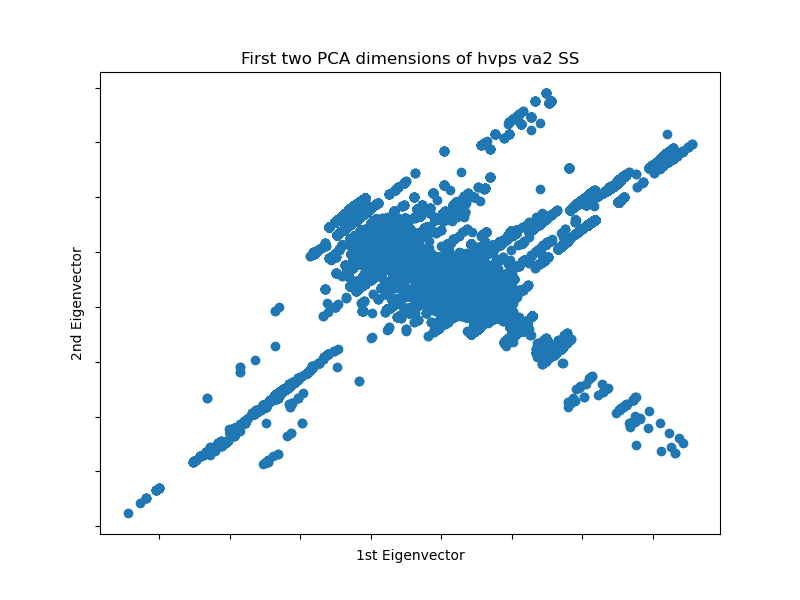 First two PCA dimensions of hvps va2 SS
2nd Eigenvector
1st Eigenvector